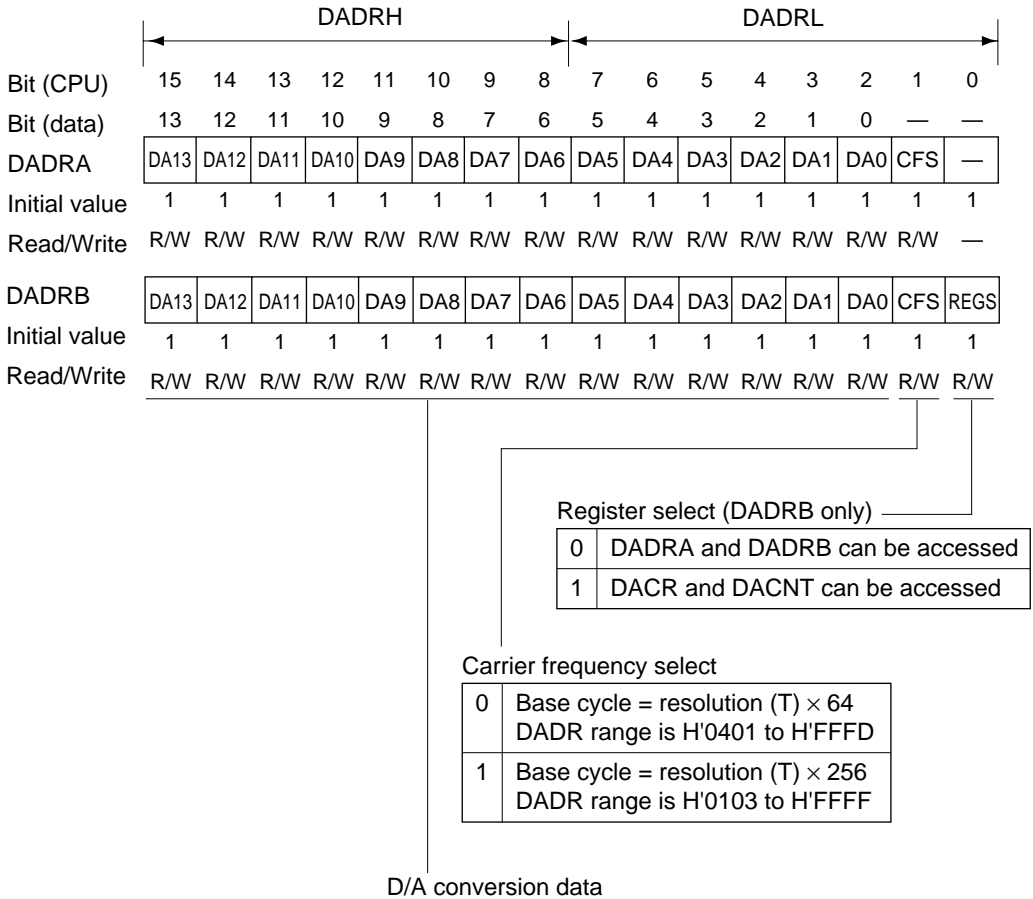 DADRH DADRL
Bit (CPU) 15 14 13 12 11 10 9 8 7 6 5 4 3 2 1 0
Bit (data) 13 12 11 10 9 8 7 6 5 4 3 2 1 0 — —
DADRA DA13 DA12 DA11 DA10 DA9 DA8 DA7 DA6 DA5 DA4 DA3 DA2 DA1 DA0 CFS —
Initial value 1 1 1 1 1 1 1 1 1 1 1 1 1 1 1 1
Read/Write R/W R/W R/W R/W R/W R/W R/W R/W R/W R/W R/W R/W R/W R/W R/W —
DADRB DA13 DA12 DA11 DA10 DA9 DA8 DA7 DA6 DA5 DA4 DA3 DA2 DA1 DA0 CFS REGS
Initial value 1 1 1 1 1 1 1 1 1 1 1 1 1 1 1 1
Read/Write R/W R/W R/W R/W R/W R/W R/W R/W R/W R/W R/W R/W R/W R/W R/W R/W
Register select (DADRB only)
0 DADRA and DADRB can be accessed
1 DACR and DACNT can be accessed
Carrier frequency select
0 Base cycle = resolution (T) × 64
DADR range is H'0401 to H'FFFD
1 Base cycle = resolution (T) × 256
DADR range is H'0103 to H'FFFF
D/A conversion data